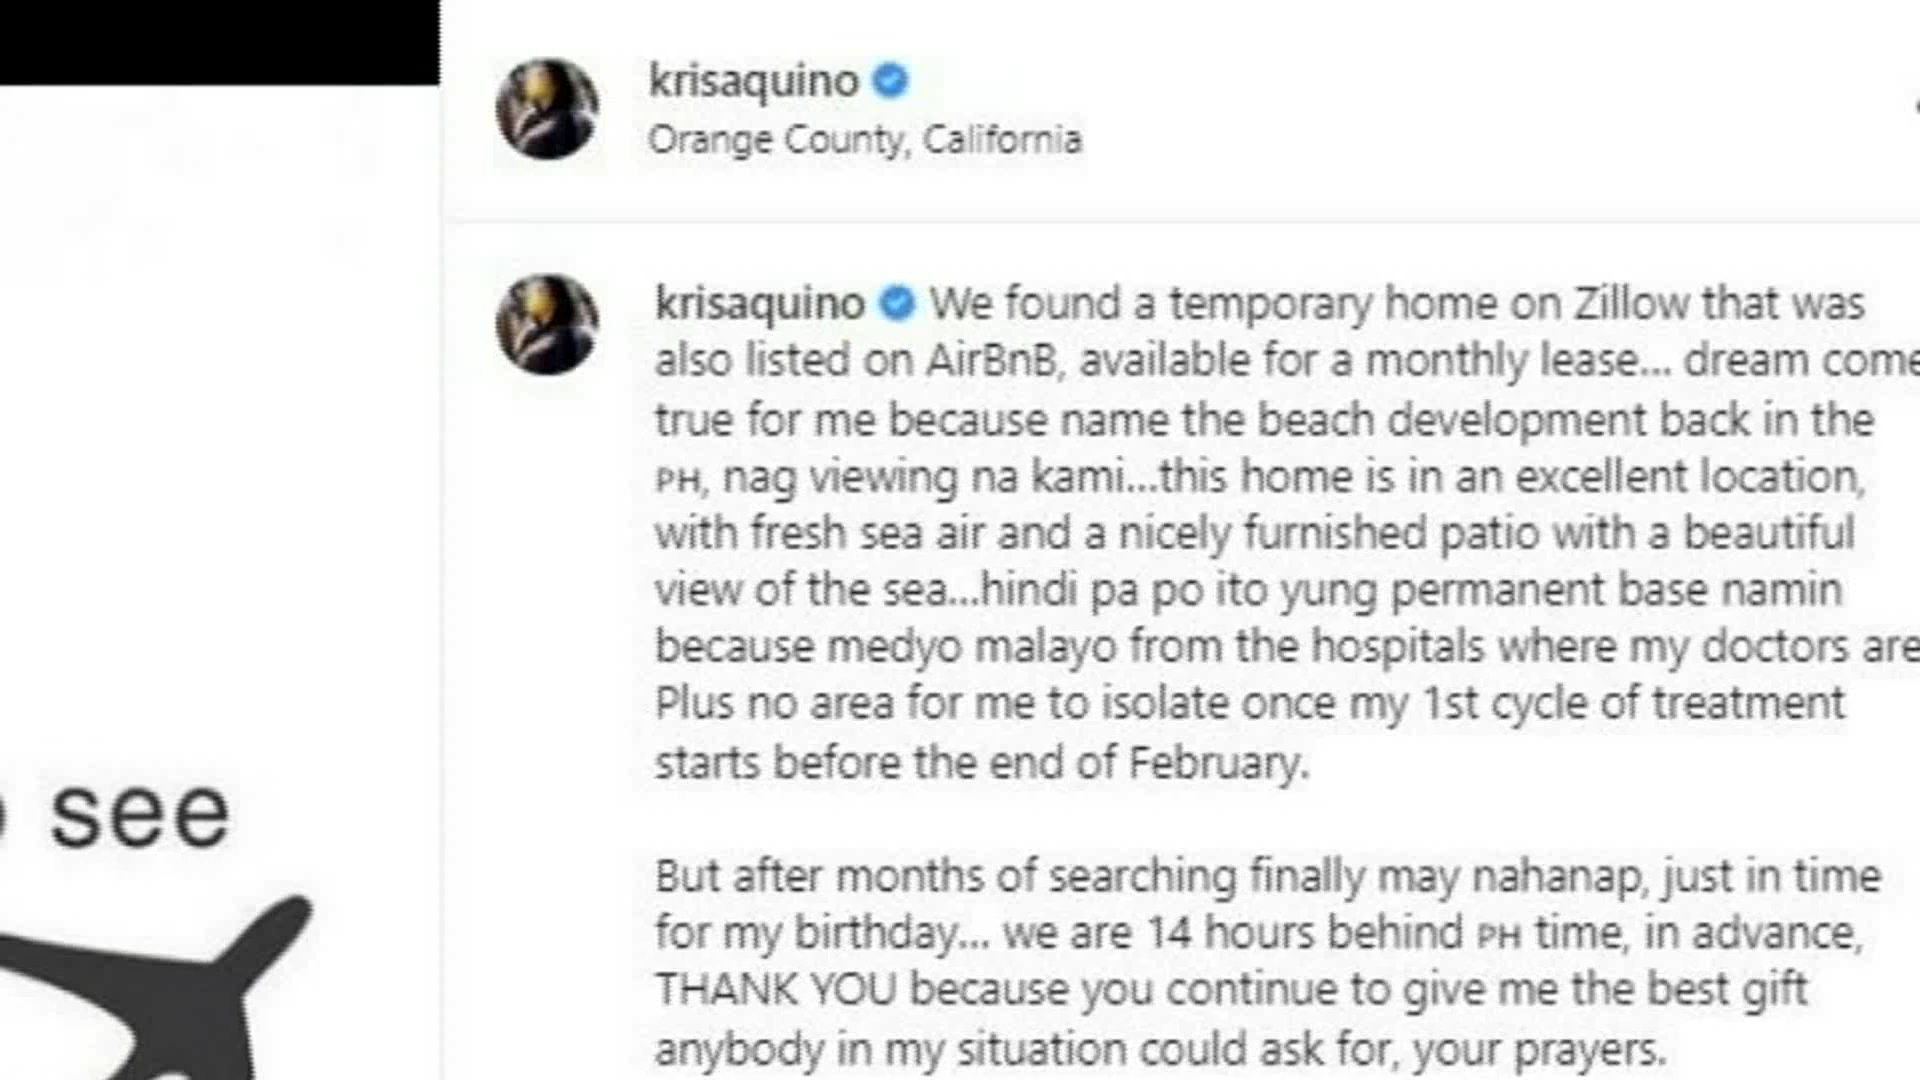 krisaquino
Orange County, California
krisaquino We found a temporary home on Zillow that was
also listed on AirBnB, available for a monthly lease... dream come
true for me because name the beach development back in the
PH, nag viewing na kami...this home is in an excellent location,
with fresh sea air and a nicely furnished patio with a beautiful
view of the sea...hindi pa po ito yung permanent base namin
because medyo malayo from the hospitals where my doctors are
Plus no area for me to isolate once my 1st cycle of treatment
starts before the end of February.
But after months of searching finally may nahanap, just in time
for my birthday... we are 14 hours behind PH time, in advance,
THANK YOU because you continue to give me the best gift
anybody in my situation could ask for, your prayers.
see